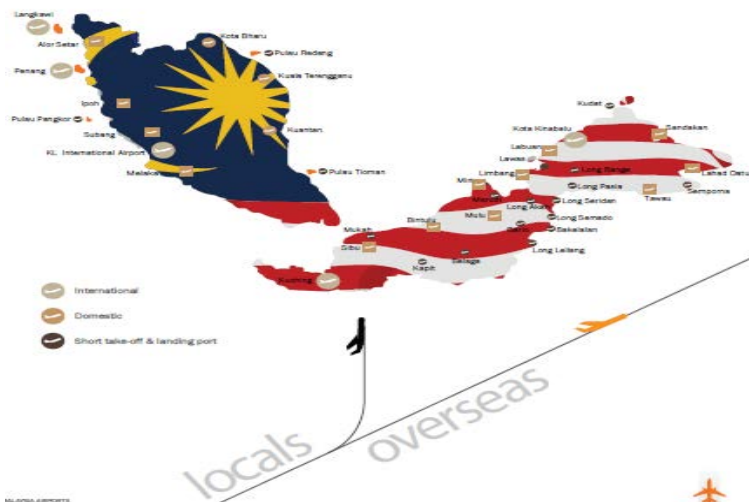 Langkawi
Alor Setar
Kota Bharu
Pulau Redang
Penang
Kuala Terengganu
Ipoh
Pulau Pangkor
Subang
Kuantan
KL International Airport
Melaka
Pulau Tioman
Kudat
Kota Kinabalu
Sandakan
Labuan
Lawas
Limbang
Long Banga
Lahad Datu
Long Pasia
Semporna
Tawau
Long Akah
Long Seridan
Mulu
Long Semado
Bintulu
Bakalalan
Mukah
Long Lellang
Sibu
Kapit
Belaga
Kuching
International
Domestic
Short take-off & landing port
locals
overseas